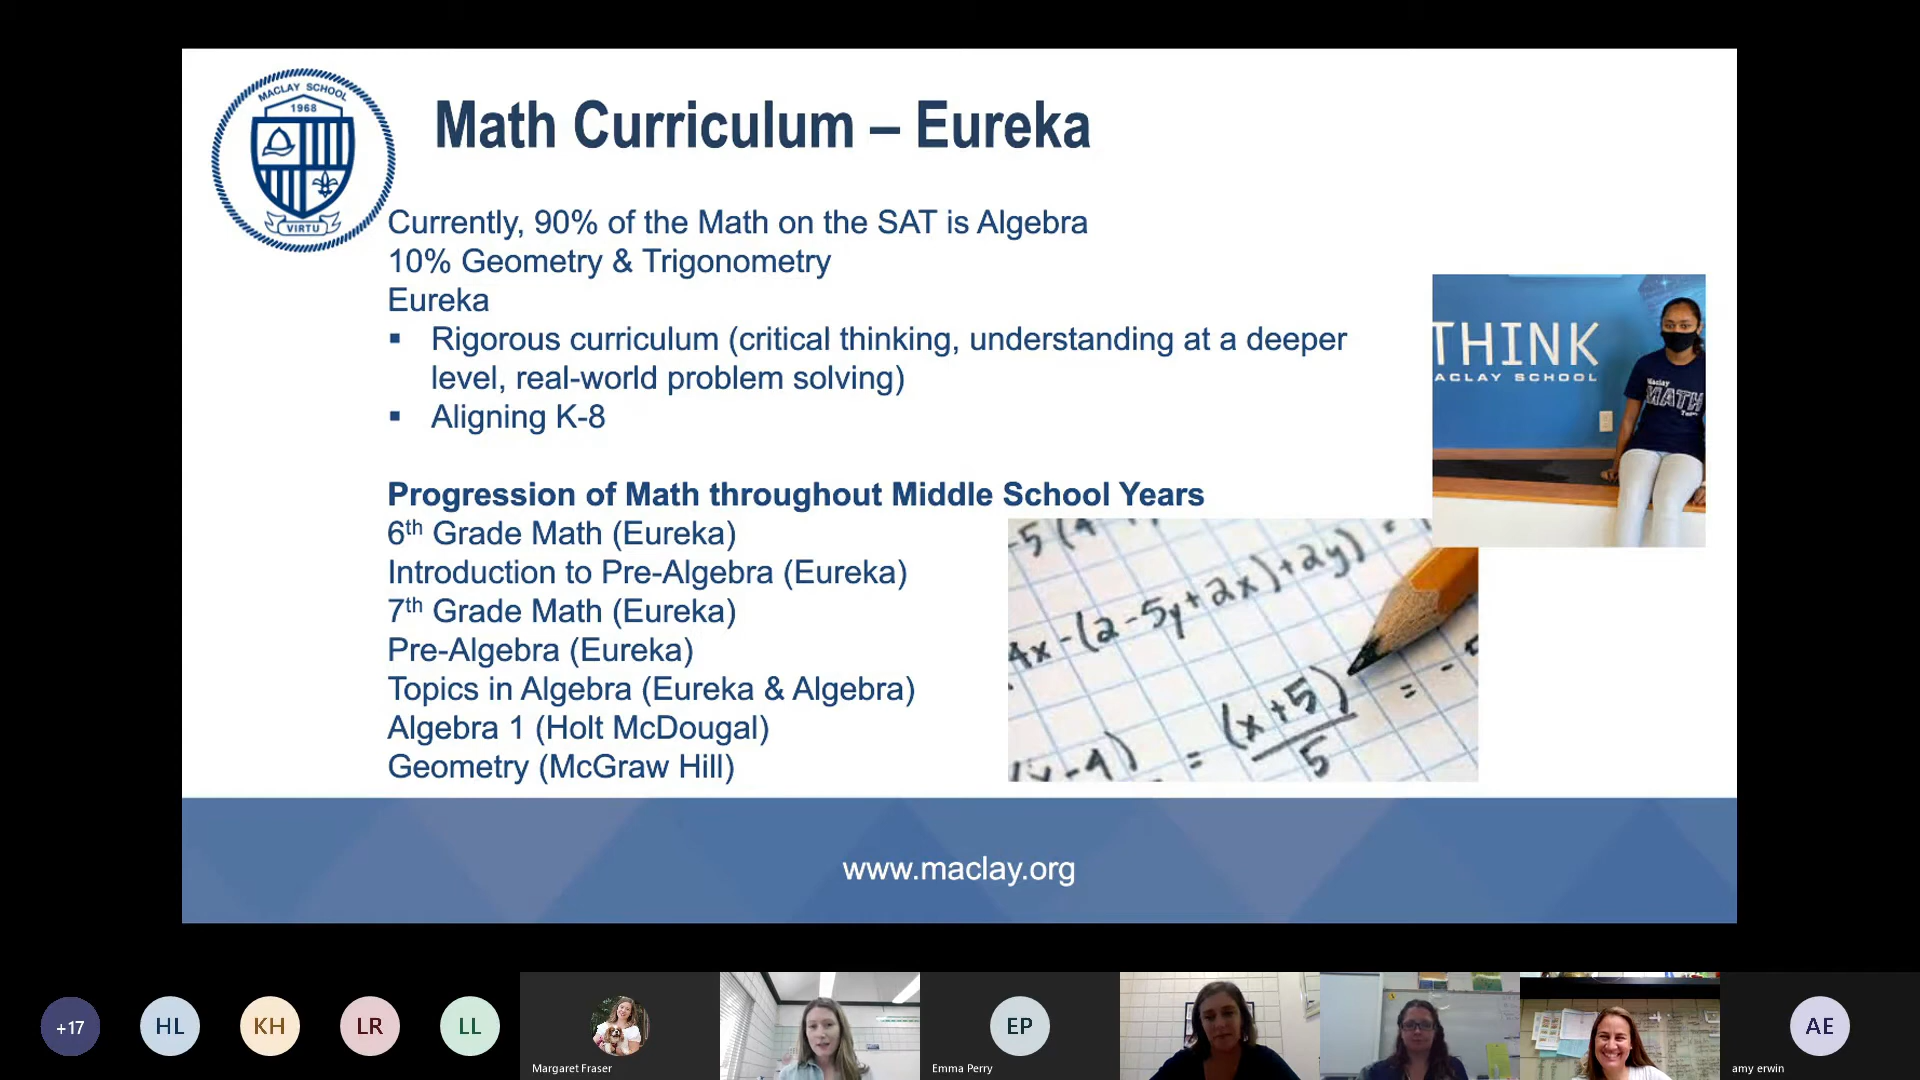 MACLAY SCHOOL
1968
VIRTU
Math Curriculum – Eureka
Currently, 90% of the Math on the SAT is Algebra
10% Geometry & Trigonometry
Eureka
▪ Rigorous curriculum (critical thinking, understanding at a deeper
level, real-world problem solving)
▪ Aligning K-8
THINK
ACLAY SCHOOL
Maclay
MATH
Progression of Math throughout Middle School Years
6th Grade Math (Eureka)
Introduction to Pre-Algebra (Eureka)
7th Grade Math (Eureka)
Pre-Algebra (Eureka)
Topics in Algebra (Eureka & Algebra)
Algebra 1 (Holt McDougal)
Geometry (McGraw Hill)
-5(4
4x-(2-5y+2x)+2y) =
= (x+5) = -
5
y-4)
www.maclay.org
+17
HL
KH
LR
LL
Margaret Fraser
EP
Emma Perry
AE
amy erwin